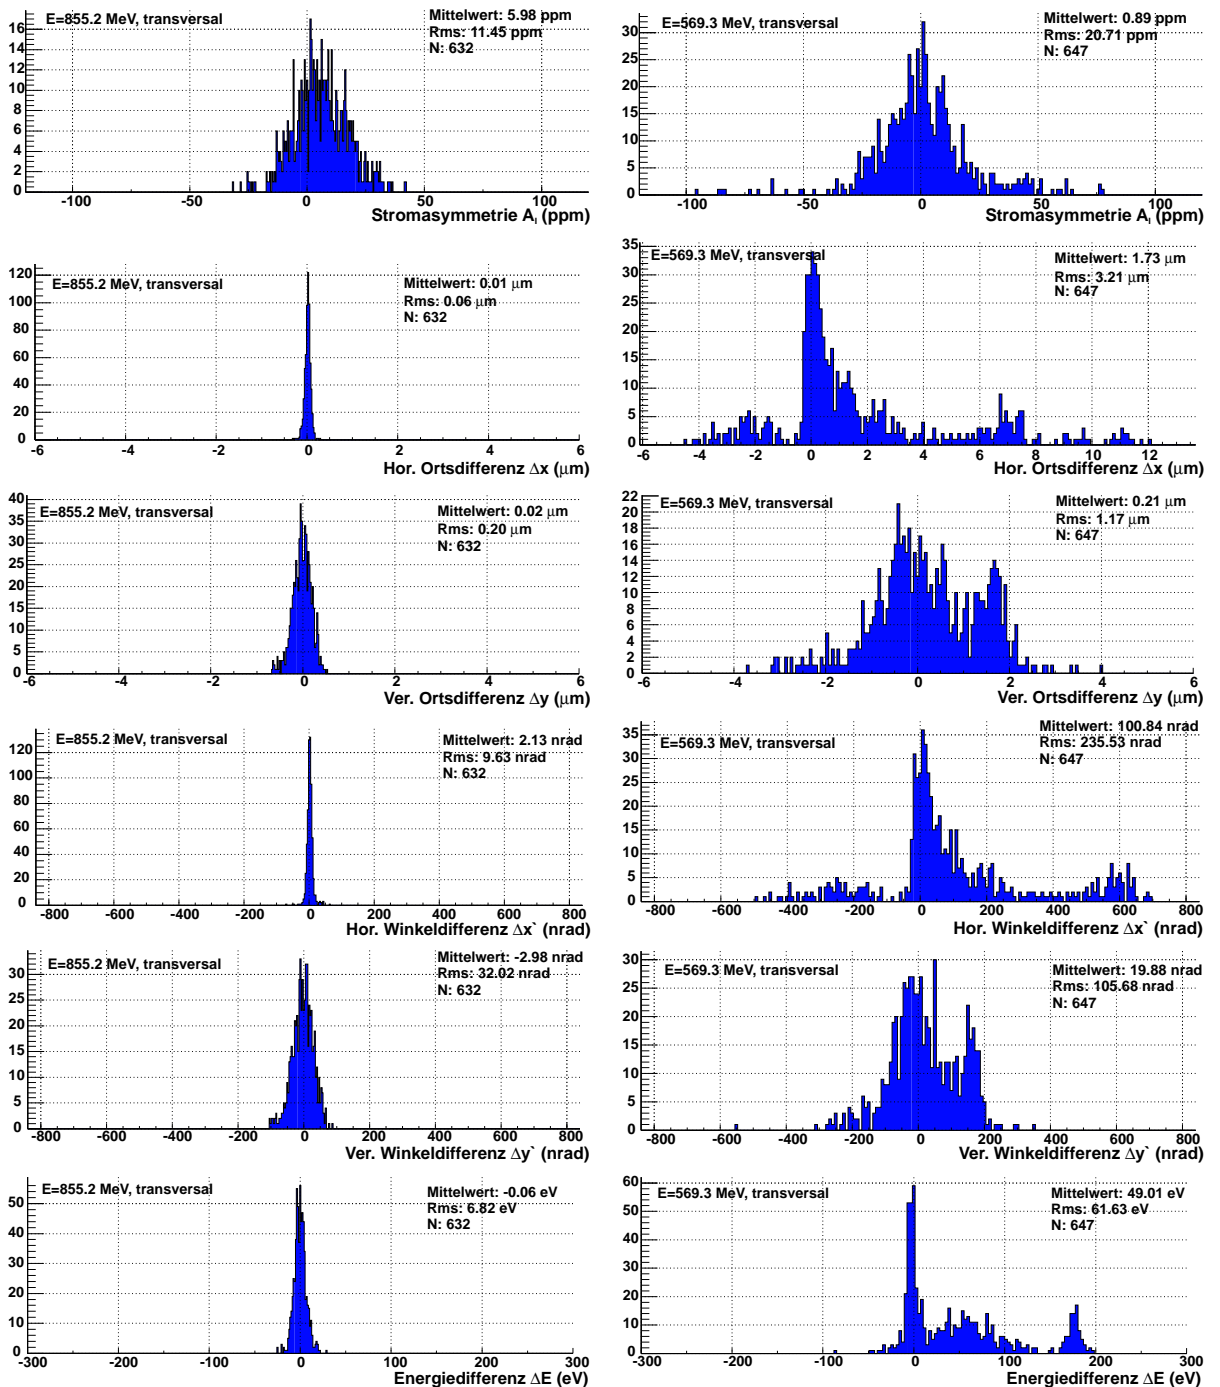 E=855.2 MeV, transversal
Mittelwert: 5.98 ppm
Rms: 11.45 ppm
N: 632
16
14
12
10
8
6
4
2
0
-100 -50 0 50 100
Stromasymmetrie A_I (ppm)
E=569.3 MeV, transversal
Mittelwert: 0.89 ppm
Rms: 20.71 ppm
N: 647
30
25
20
15
10
5
0
-100 -50 0 50 100
Stromasymmetrie A_I (ppm)
E=855.2 MeV, transversal
Mittelwert: 0.01 μm
Rms: 0.06 μm
N: 632
120
100
80
60
40
20
0
-6 -4 -2 0 2 4 6
Hor. Ortsdifferenz Δx (μm)
E=569.3 MeV, transversal
Mittelwert: 1.73 μm
Rms: 3.21 μm
N: 647
35
30
25
20
15
10
5
0
-6 -4 -2 0 2 4 6 8 10 12
Hor. Ortsdifferenz Δx (μm)
E=855.2 MeV, transversal
Mittelwert: 0.02 μm
Rms: 0.20 μm
N: 632
40
35
30
25
20
15
10
5
0
-6 -4 -2 0 2 4 6
Ver. Ortsdifferenz Δy (μm)
E=569.3 MeV, transversal
Mittelwert: 0.21 μm
Rms: 1.17 μm
N: 647
22
20
18
16
14
12
10
8
6
4
2
0
-6 -4 -2 0 2 4 6
Ver. Ortsdifferenz Δy (μm)
E=855.2 MeV, transversal
Mittelwert: 2.13 nrad
Rms: 9.63 nrad
N: 632
120
100
80
60
40
20
0
-800 -600 -400 -200 0 200 400 600 800
Hor. Winkeldifferenz Δx` (nrad)
E=569.3 MeV, transversal
Mittelwert: 100.84 nrad
Rms: 235.53 nrad
N: 647
35
30
25
20
15
10
5
0
-800 -600 -400 -200 0 200 400 600 800
Hor. Winkeldifferenz Δx` (nrad)
E=855.2 MeV, transversal
Mittelwert: -2.98 nrad
Rms: 32.02 nrad
N: 632
30
25
20
15
10
5
0
-800 -600 -400 -200 0 200 400 600 800
Ver. Winkeldifferenz Δy` (nrad)
E=569.3 MeV, transversal
Mittelwert: 19.88 nrad
Rms: 105.68 nrad
N: 647
30
25
20
15
10
5
0
-800 -600 -400 -200 0 200 400 600 800
Ver. Winkeldifferenz Δy` (nrad)
E=855.2 MeV, transversal
Mittelwert: -0.06 eV
Rms: 6.82 eV
N: 632
50
40
30
20
10
0
-300 -200 -100 0 100 200 300
Energiedifferenz ΔE (eV)
E=569.3 MeV, transversal
Mittelwert: 49.01 eV
Rms: 61.63 eV
N: 647
60
50
40
30
20
10
0
-300 -200 -100 0 100 200 300
Energiedifferenz ΔE (eV)